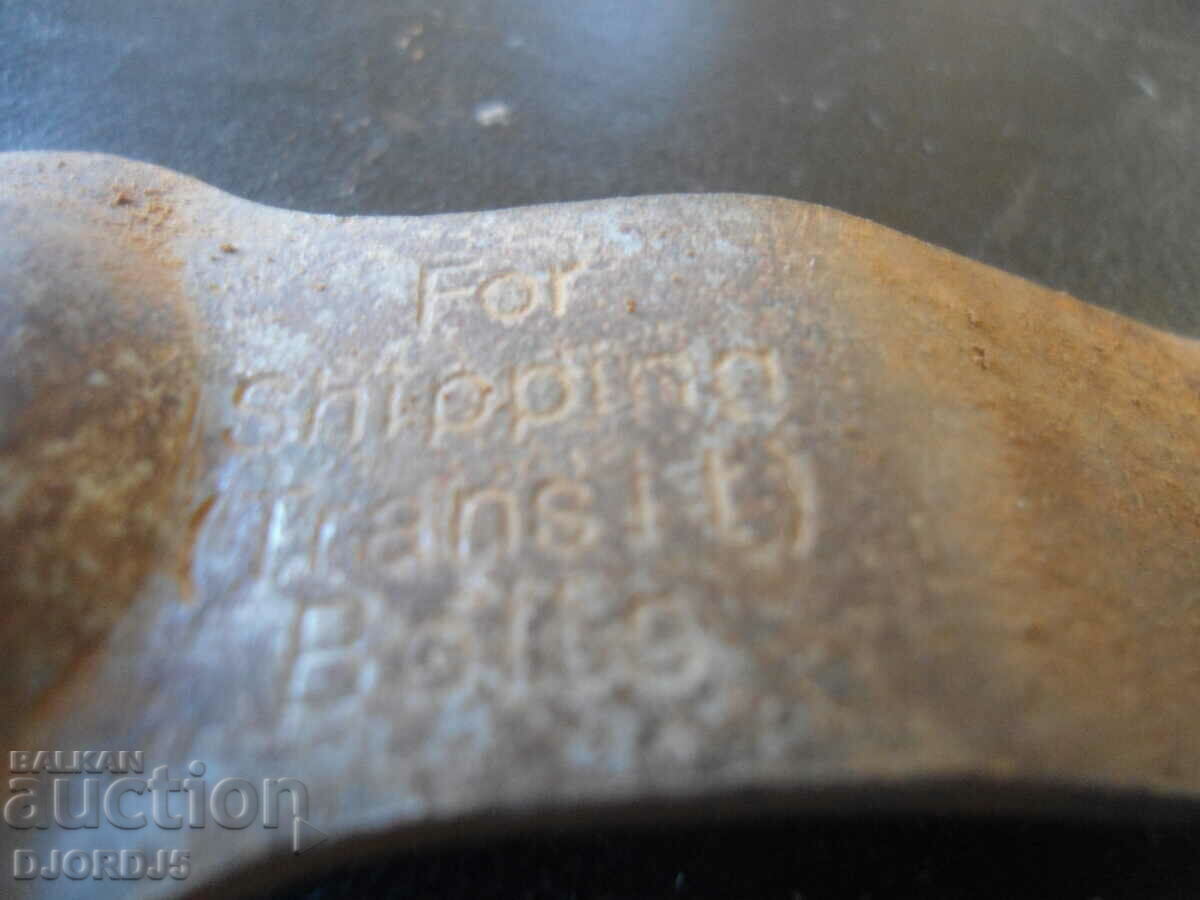 For
Shipping
(Transit)
Bolts
BALKAN
auction
DJORDJ5